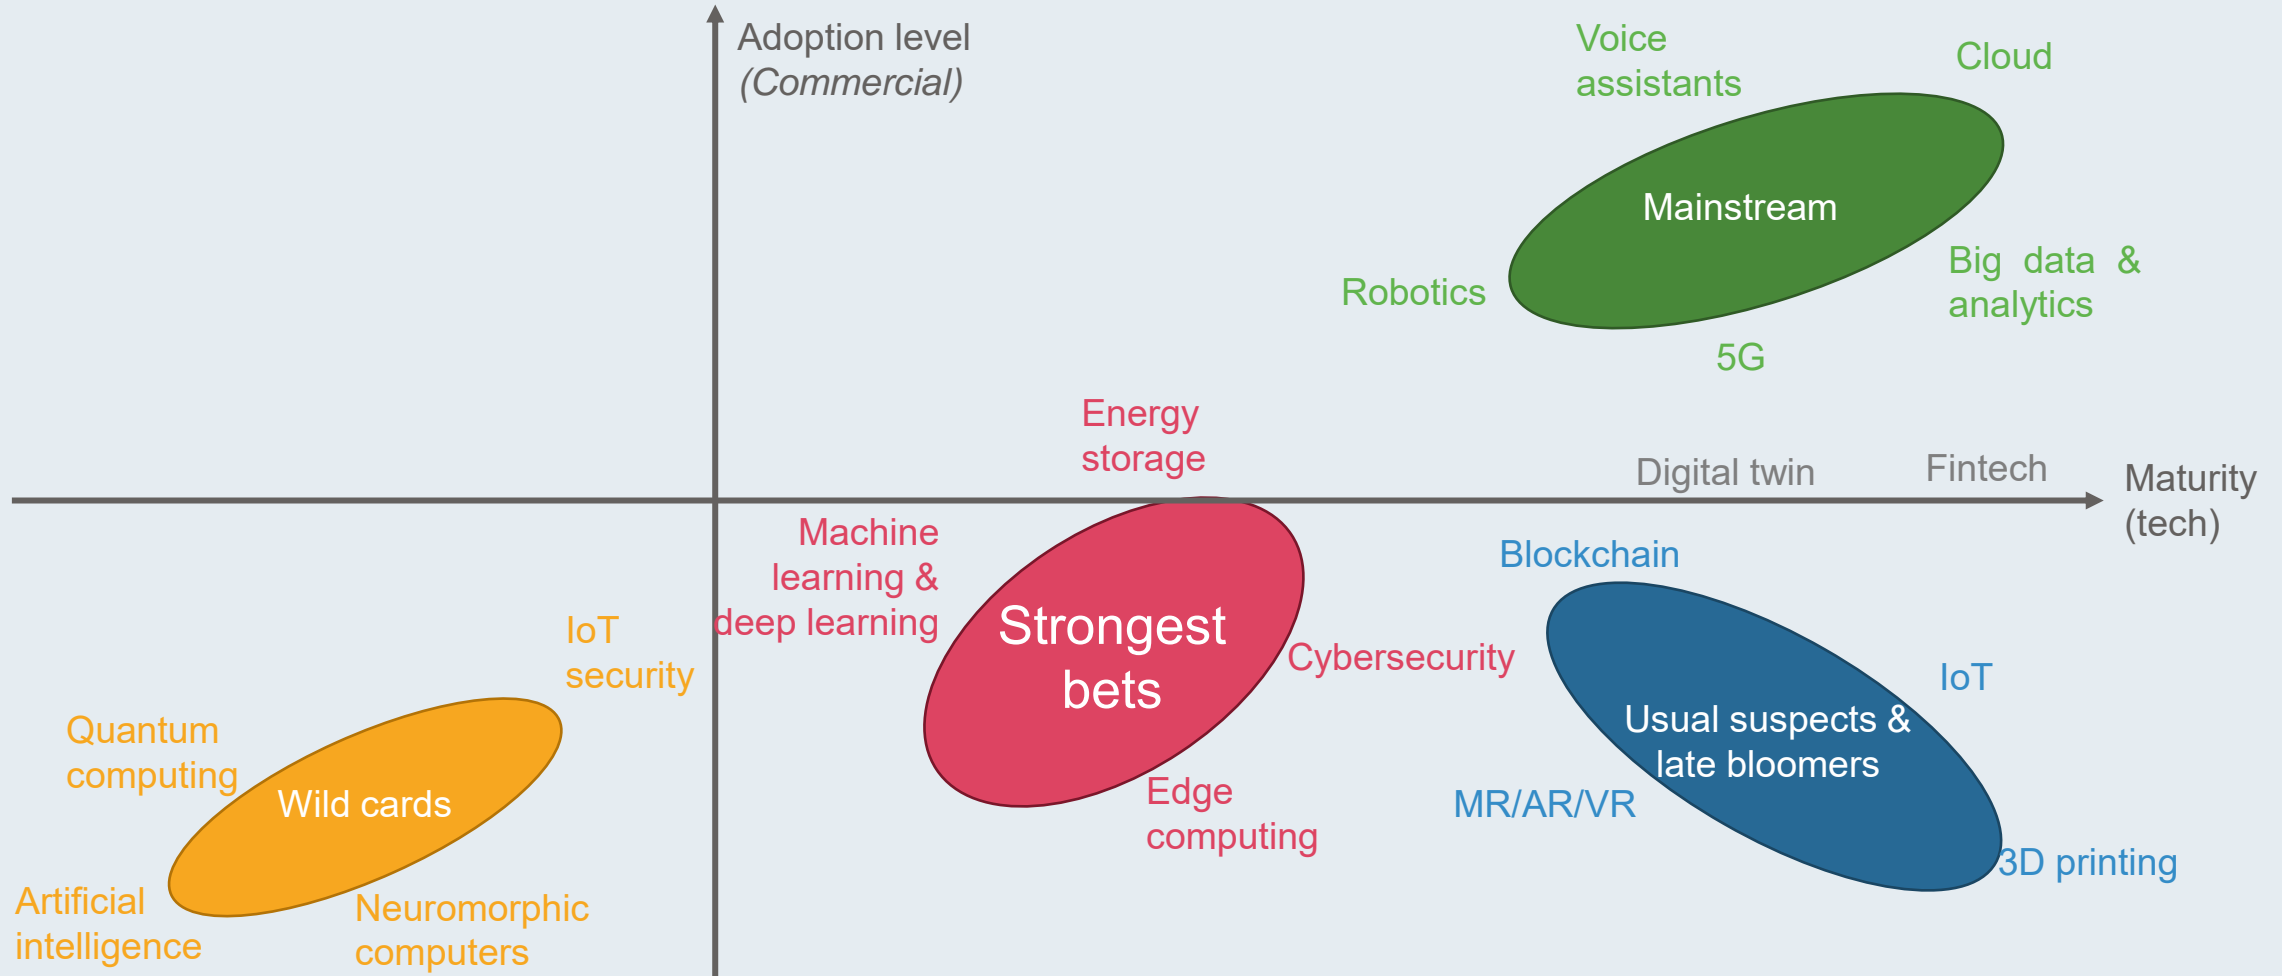 Adoption level
(Commercial)
Voice
assistants
Cloud
Mainstream
Robotics
Big data &
analytics
5G
Energy
storage
Digital twin
Fintech
Maturity
(tech)
Machine
learning &
deep learning
Strongest
bets
Cybersecurity
Edge
computing
Blockchain
IoT
Usual suspects &
late bloomers
MR/AR/VR
3D printing
IoT
security
Quantum
computing
Wild cards
Artificial
intelligence
Neuromorphic
computers